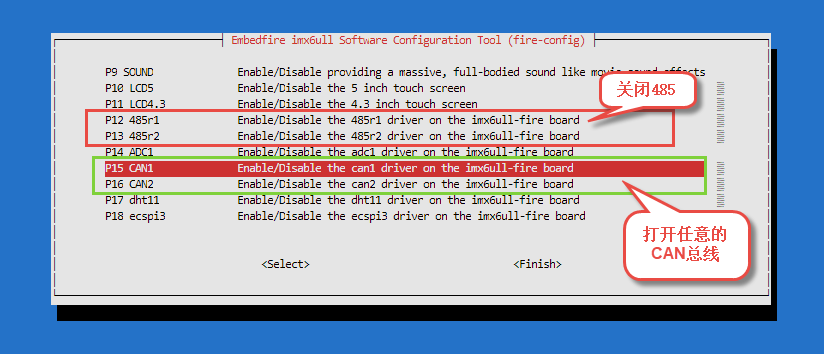 Embedfire imx6ull Software Configuration Tool (fire-config)
P9 SOUND Enable/Disable providing a massive, full-bodied sound like movie sound effects
关闭485
P10 LCD5 Enable/Disable the 5 inch touch screen
P11 LCD4.3 Enable/Disable the 4.3 inch touch screen
P12 485r1 Enable/Disable the 485r1 driver on the imx6ull-fire board
P13 485r2 Enable/Disable the 485r2 driver on the imx6ull-fire board
P14 ADC1 Enable/Disable the adc1 driver on the imx6ull-fire board
P15 CAN1 Enable/Disable the can1 driver on the imx6ull-fire board
P16 CAN2 Enable/Disable the can2 driver on the imx6ull-fire board
P17 dht11 Enable/Disable the dht11 driver on the imx6ull-fire board
P18 ecspi3 Enable/Disable the ecspi3 driver on the imx6ull-fire board
打开任意的
CAN总线
<Select> <Finish>